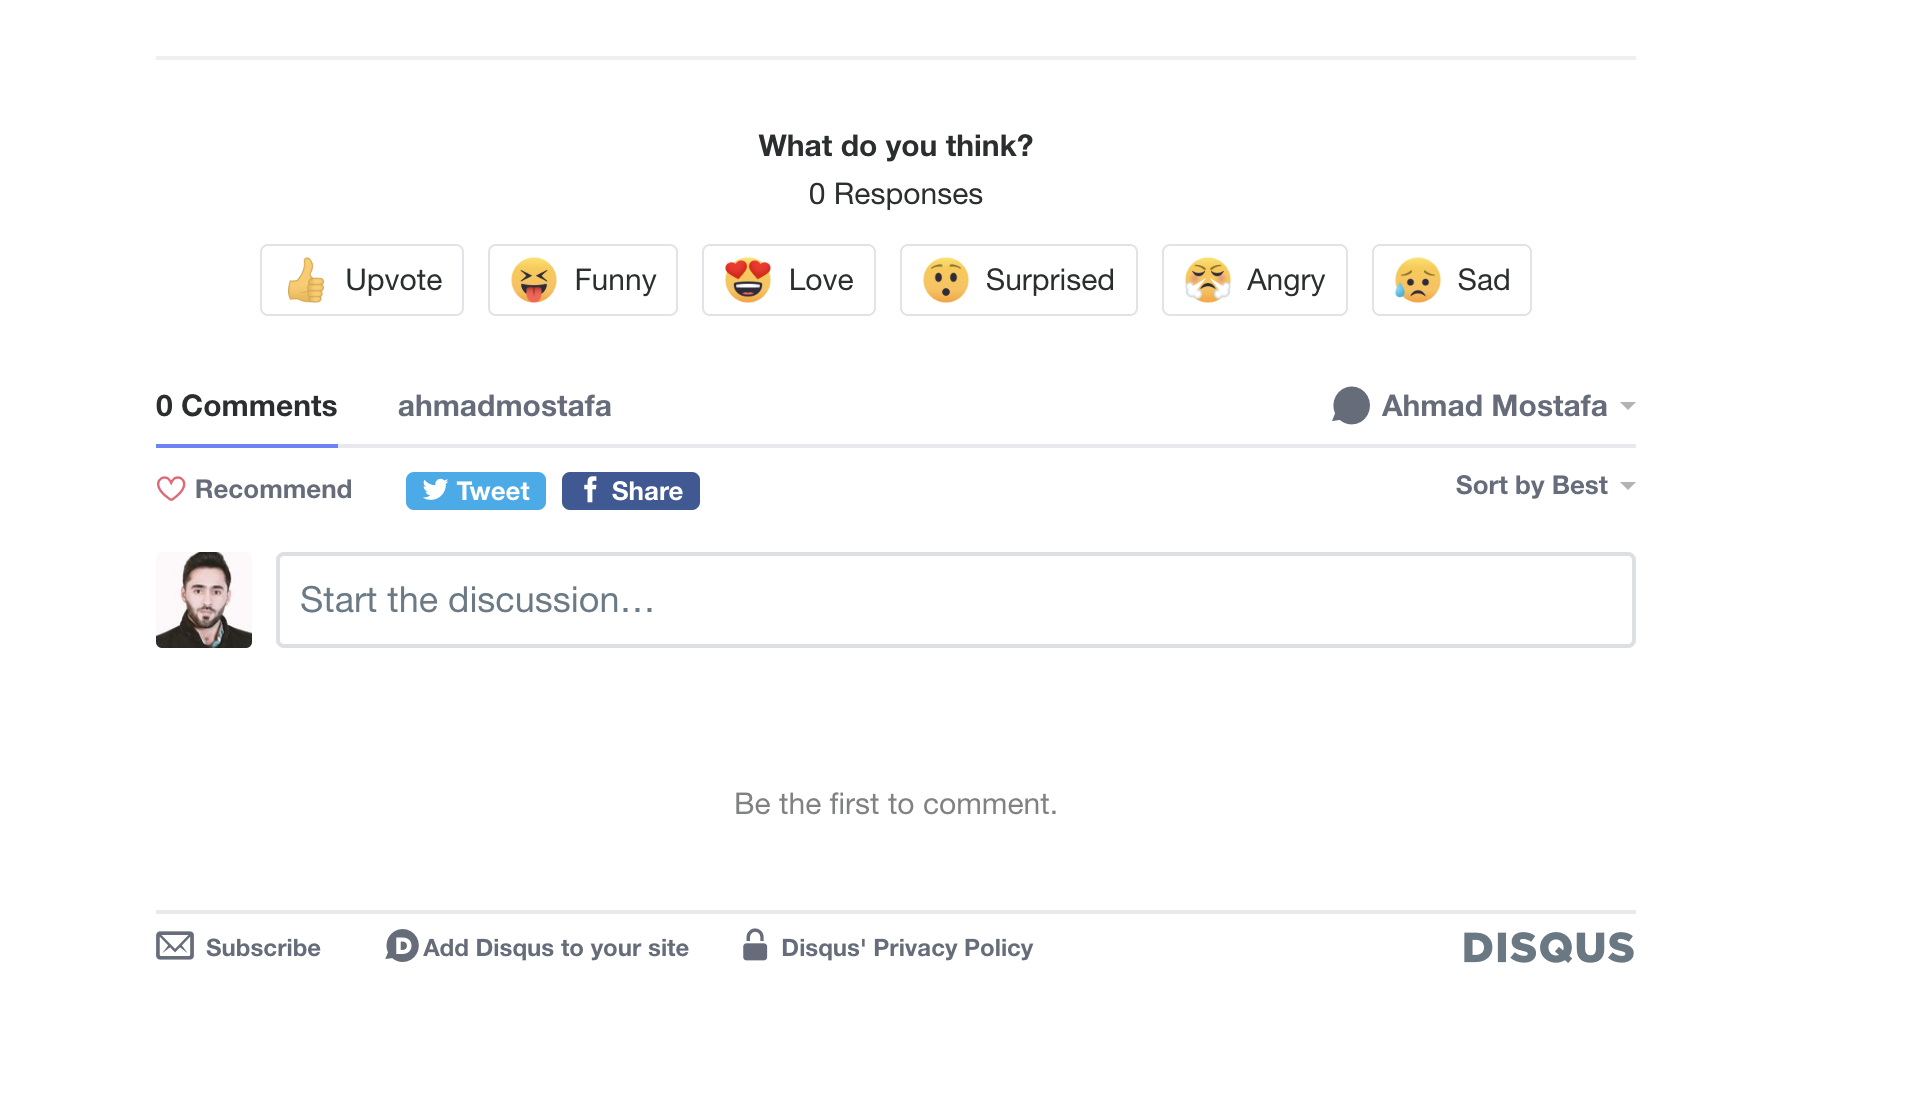 What do you think?
0 Responses
Upvote Funny Love Surprised Angry Sad
0 Comments ahmadmostafa Ahmad Mostafa
Recommend Tweet f Share Sort by Best
Start the discussion…
Be the first to comment.
Subscribe D Add Disqus to your site Disqus' Privacy Policy DISQUS